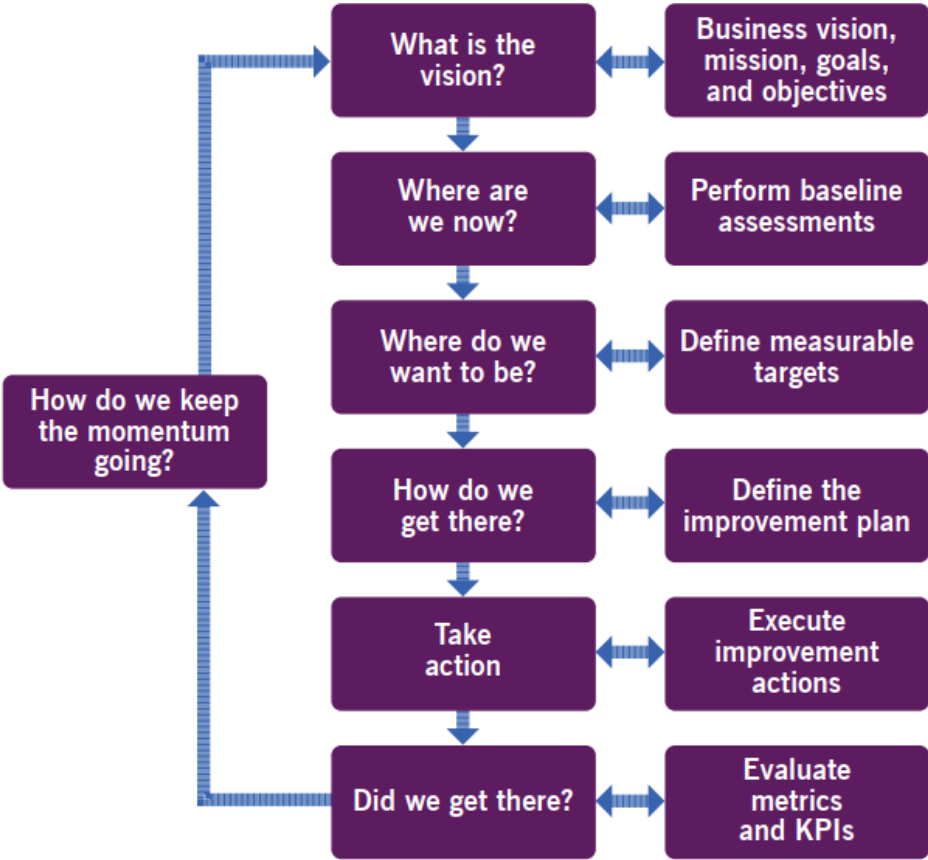 What is the
vision?
Business vision,
mission, goals,
and objectives
Where are
we now?
Perform baseline
assessments
Where do we
want to be?
Define measurable
targets
How do we keep
the momentum
going?
How do we
get there?
Define the
improvement plan
Take
action
Execute
improvement
actions
Did we get there?
Evaluate
metrics
and KPIs